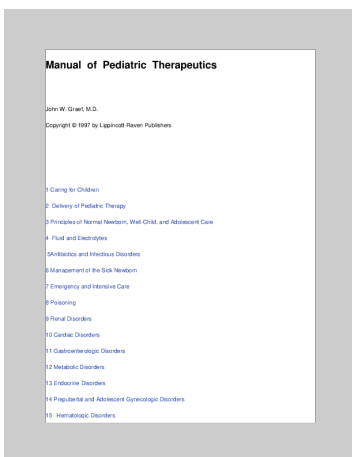 Manual of Pediatric Therapeutics
John W. Graef, M.D.
Copyright © 1997 by Lippincott-Raven Publishers
1 Caring for Children
2 Delivery of Pediatric Therapy
3 Principles of Normal Newborn, Well-Child, and Adolescent Care
4 Fluid and Electrolytes
5Antibiotics and Infectious Disorders
6 Management of the Sick Newborn
7 Emergency and Intensive Care
8 Poisoning
9 Renal Disorders
10 Cardiac Disorders
11 Gastroenterologic Disorders
12 Metabolic Disorders
13 Endocrine Disorders
14 Prepubertal and Adolescent Gynecologic Disorders
15 Hematologic Disorders